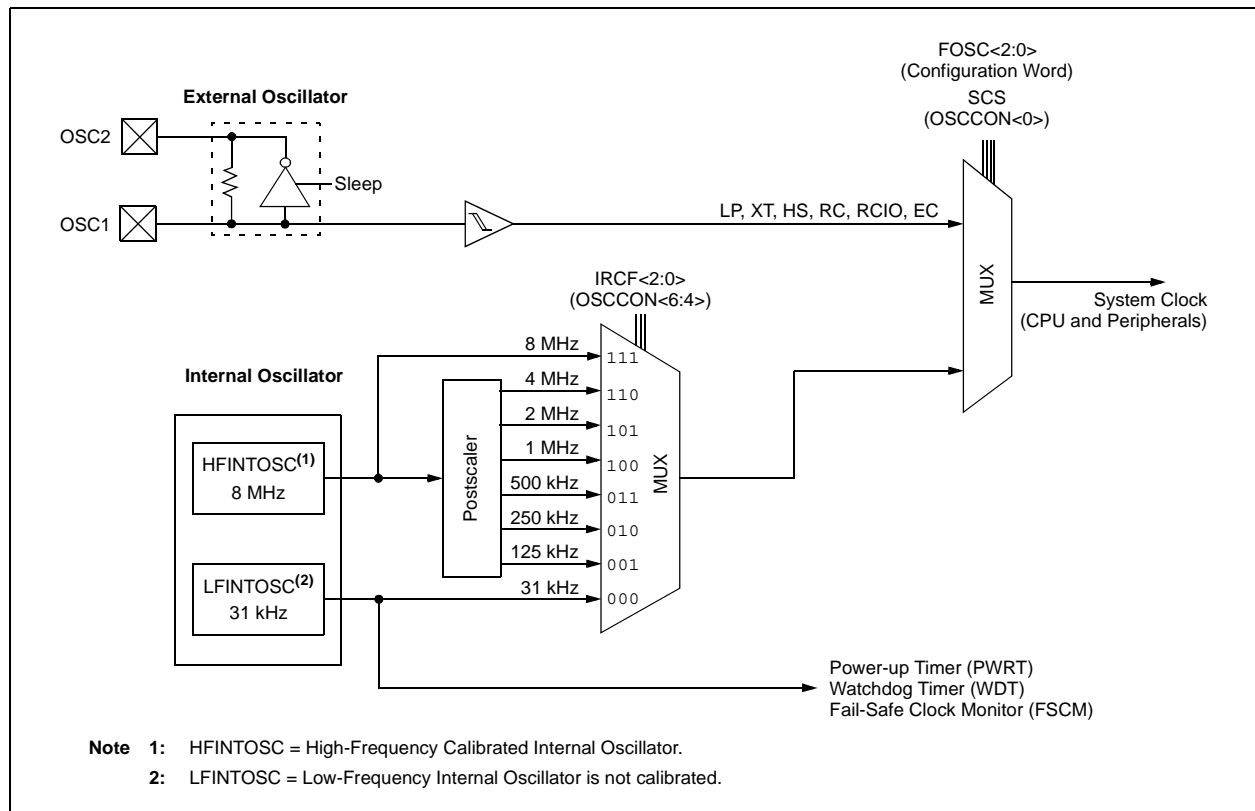 FOSC<2:0>
(Configuration Word)
SCS
(OSCCON<0>)
External Oscillator
OSC2
Sleep
OSC1
LP, XT, HS, RC, RCIO, EC
MUX
System Clock
(CPU and Peripherals)
IRCF<2:0>
(OSCCON<6:4>)
Internal Oscillator
HFINTOSC(1)
8 MHz
LFINTOSC(2)
31 kHz
Postscaler
8 MHz
4 MHz
2 MHz
1 MHz
500 kHz
250 kHz
125 kHz
31 kHz
111
110
101
100
011
010
001
000
MUX
Power-up Timer (PWRT)
Watchdog Timer (WDT)
Fail-Safe Clock Monitor (FSCM)
Note 1: HFINTOSC = High-Frequency Calibrated Internal Oscillator.
2: LFINTOSC = Low-Frequency Internal Oscillator is not calibrated.